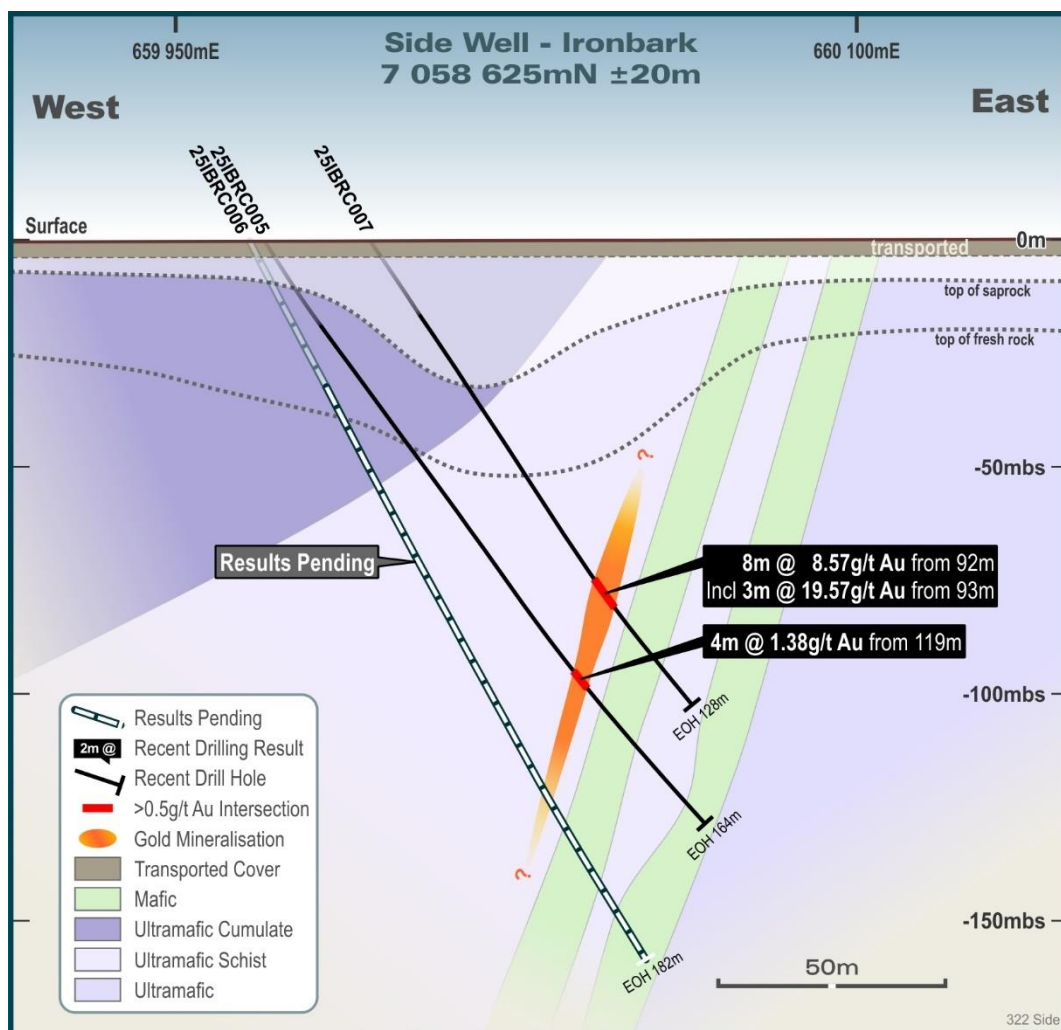 659 950mE
Side Well - Ironbark
7 058 625mN ±20m
660 100mE
West
East
25IBRC006
25IBRC005
25IBRC007
Surface
0m
transported
top of saprock
top of fresh rock
?
-50mbs
Results Pending
8m @ 8.57g/t Au from 92m
Incl 3m @ 19.57g/t Au from 93m
4m @ 1.38g/t Au from 119m
-100mbs
EOH 128m
EOH 164m
?
-150mbs
EOH 182m
50m
Results Pending
2m @
Recent Drilling Result
Recent Drill Hole
>0.5g/t Au Intersection
Gold Mineralisation
Transported Cover
Mafic
Ultramafic Cumulate
Ultramafic Schist
Ultramafic
322 Side